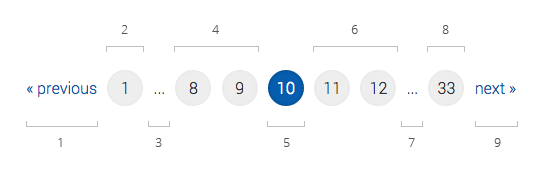 2 4 6 8
« previous 1 ... 8 9 10 11 12 ... 33 next »
1 3 5 7 9